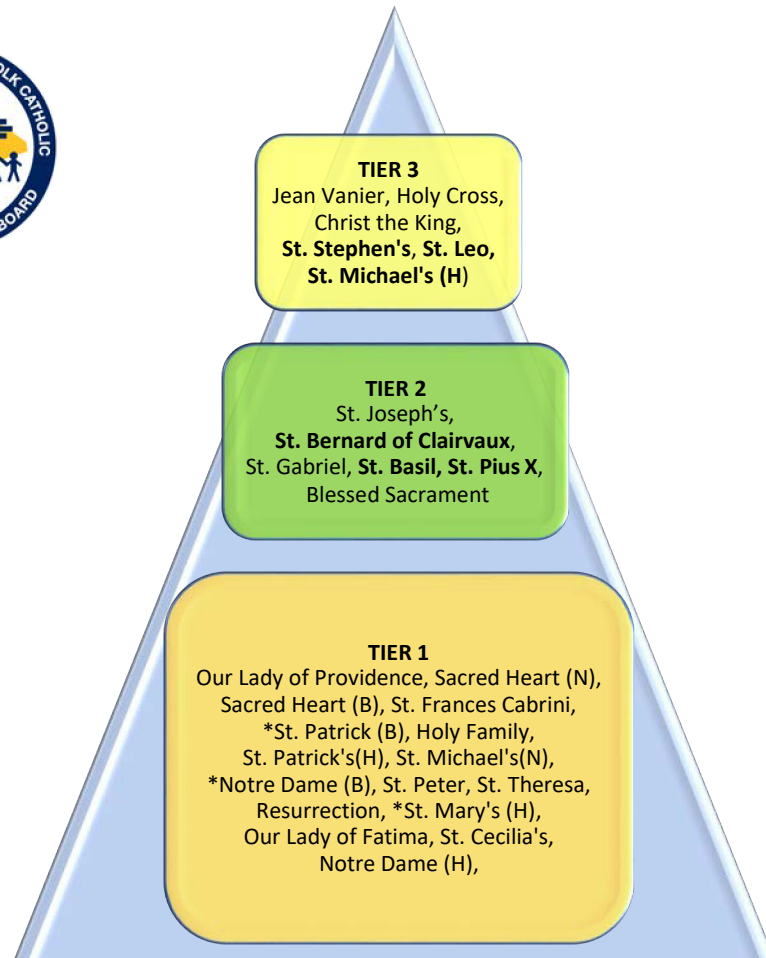 CATHOLIC
BOARD
TIER 3
Jean Vanier, Holy Cross,
Christ the King,
St. Stephen's, St. Leo,
St. Michael's (H)
TIER 2
St. Joseph’s,
St. Bernard of Clairvaux,
St. Gabriel, St. Basil, St. Pius X,
Blessed Sacrament
TIER 1
Our Lady of Providence, Sacred Heart (N),
Sacred Heart (B), St. Frances Cabrini,
*St. Patrick (B), Holy Family,
St. Patrick's(H), St. Michael's(N),
*Notre Dame (B), St. Peter, St. Theresa,
Resurrection, *St. Mary's (H),
Our Lady of Fatima, St. Cecilia's,
Notre Dame (H),